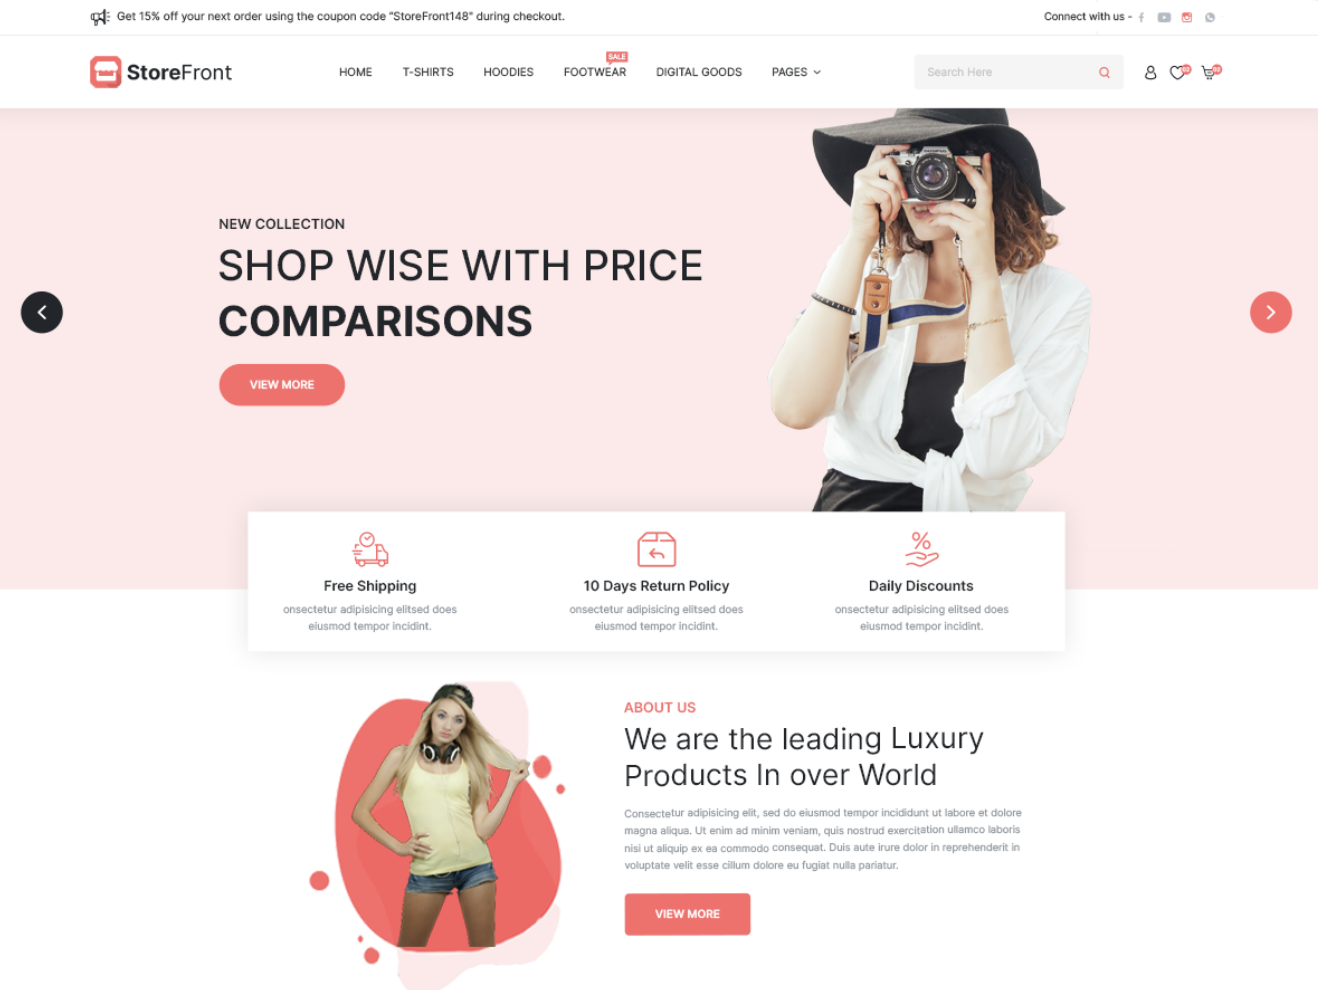 Get 15% off your next order using the coupon code "StoreFront148" during checkout.
Connect with us -
StoreFront
HOME
T-SHIRTS
HOODIES
SALE
FOOTWEAR
DIGITAL GOODS
PAGES
Search Here
NEW COLLECTION
SHOP WISE WITH PRICE
COMPARISONS
VIEW MORE
Free Shipping
onsectetur adipisicing elitsed does
eiusmod tempor incidint.
10 Days Return Policy
onsectetur adipisicing elitsed does
eiusmod tempor incidint.
Daily Discounts
onsectetur adipisicing elitsed does
eiusmod tempor incidint.
ABOUT US
We are the leading Luxury
Products In over World
Consectetur adipisicing elit, sed do eiusmod tempor incididunt ut labore et dolore
magna aliqua. Ut enim ad minim veniam, quis nostrud exercitation ullamco laboris
nisi ut aliquip ex ea commodo consequat. Duis aute irure dolor in reprehenderit in
voluptate velit esse cillum dolore eu fugiat nulla pariatur.
VIEW MORE